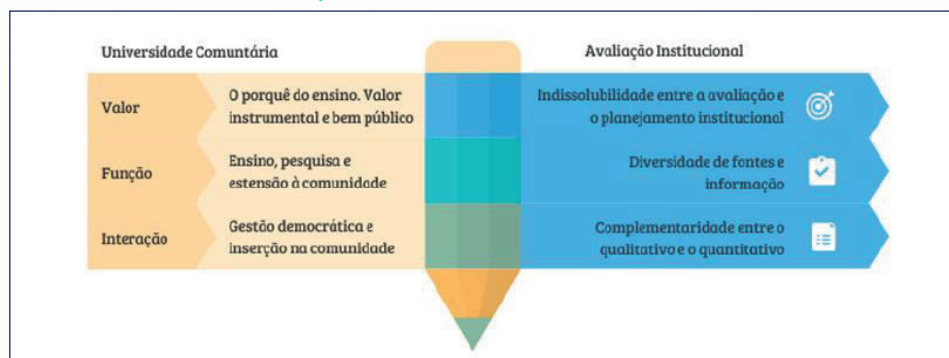 Universidade Comuntária
Avaliação Institucional
Valor
O porquê do ensino. Valor
instrumental e bem público
Indissolubilidade entre a avaliação e
o planejamento institucional
Função
Ensino, pesquisa e
estensão à comunidade
Diversidade de fontes e
informação
Interação
Gestão democrática e
inserção na comunidade
Complementaridade entre o
qualitativo e o quantitativo